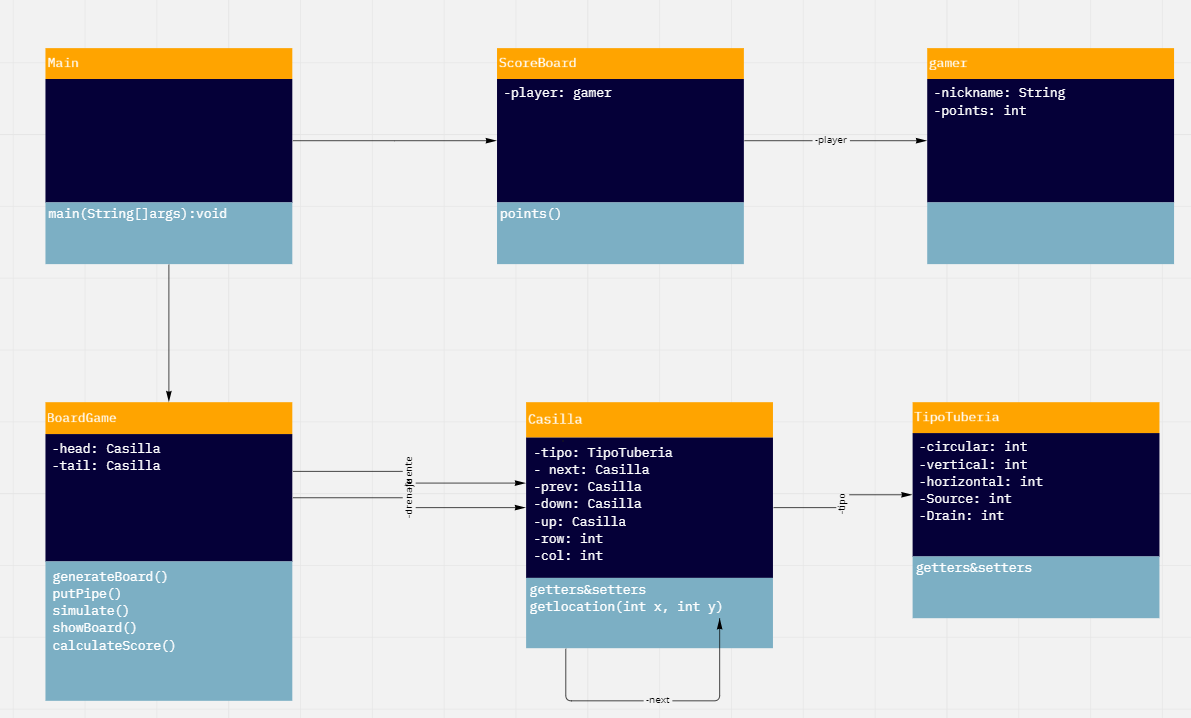 Main
main(String[]args):void
ScoreBoard
-player: gamer
points()
-player
gamer
-nickname: String
-points: int
BoardGame
-head: Casilla
-tail: Casilla
generateBoard()
putPipe()
simulate()
showBoard()
calculateScore()
Casilla
-tipo: TipoTuberia
- next: Casilla
-prev: Casilla
-down: Casilla
-up: Casilla
-row: int
-col: int
getters&setters
getlocation(int x, int y)
-next
-tipo
TipoTuberia
-circular: int
-vertical: int
-horizontal: int
-Source: int
-Drain: int
getters&setters